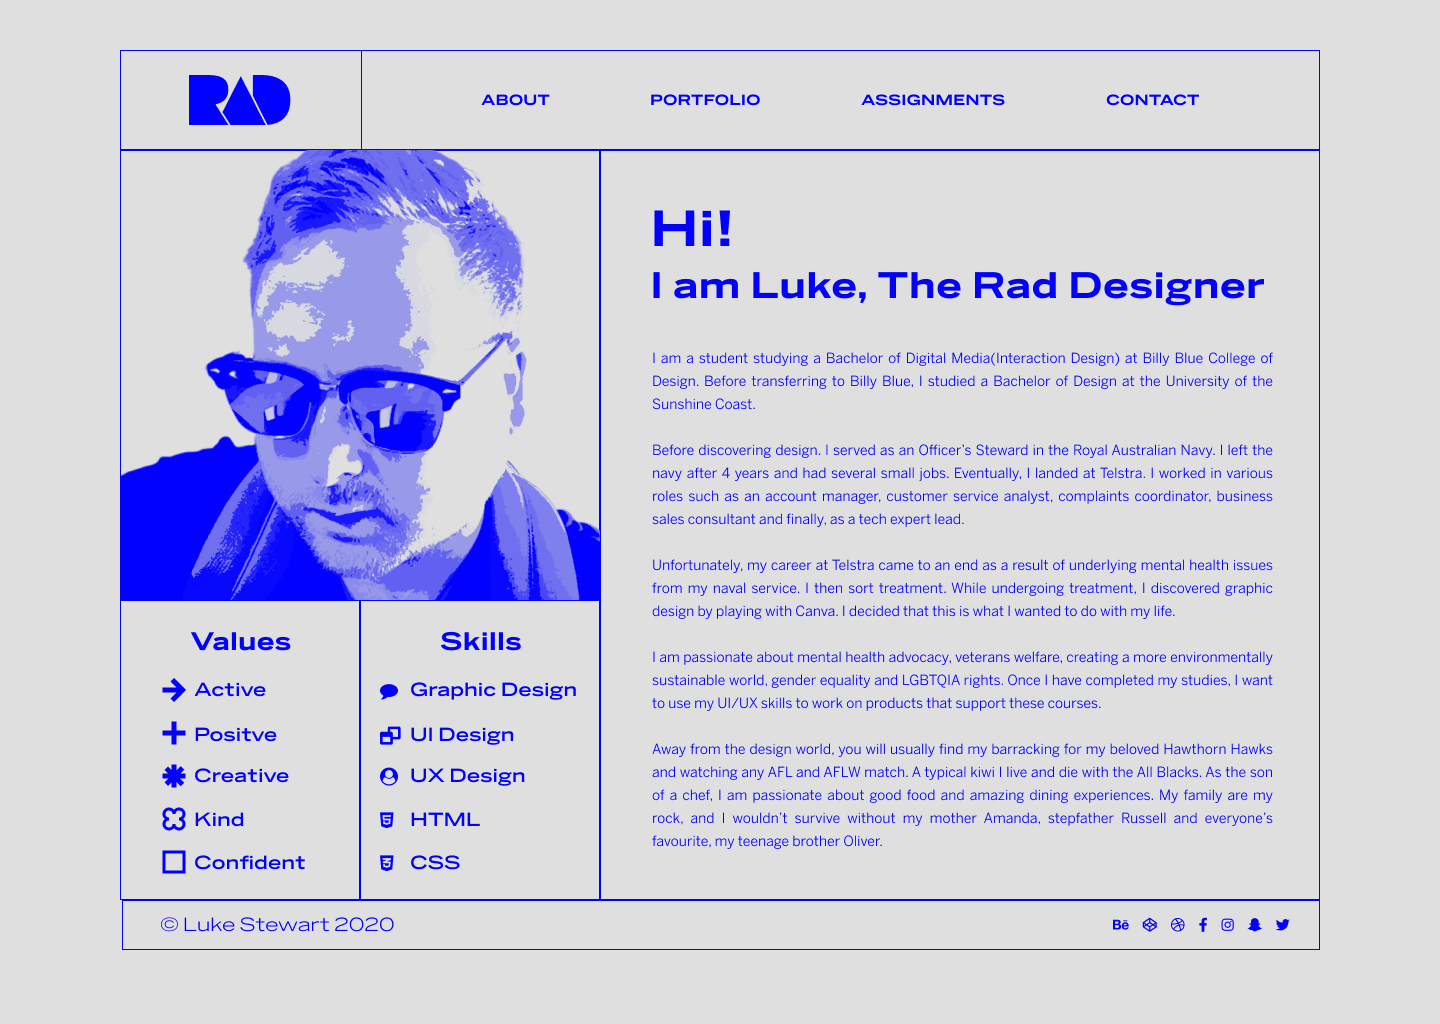 RAD
ABOUT PORTFOLIO ASSIGNMENTS CONTACT
Hi!
I am Luke, The Rad Designer
I am a student studying a Bachelor of Digital Media(Interaction Design) at Billy Blue College of
Design. Before transferring to Billy Blue, I studied a Bachelor of Design at the University of the
Sunshine Coast.
Before discovering design. I served as an Officer’s Steward in the Royal Australian Navy. I left the
navy after 4 years and had several small jobs. Eventually, I landed at Telstra. I worked in various
roles such as an account manager, customer service analyst, complaints coordinator, business
sales consultant and finally, as a tech expert lead.
Unfortunately, my career at Telstra came to an end as a result of underlying mental health issues
from my naval service. I then sort treatment. While undergoing treatment, I discovered graphic
design by playing with Canva. I decided that this is what I wanted to do with my life.
I am passionate about mental health advocacy, veterans welfare, creating a more environmentally
sustainable world, gender equality and LGBTQIA rights. Once I have completed my studies, I want
to use my UI/UX skills to work on products that support these courses.
Away from the design world, you will usually find my barracking for my beloved Hawthorn Hawks
and watching any AFL and AFLW match. A typical kiwi I live and die with the All Blacks. As the son
of a chef, I am passionate about good food and amazing dining experiences. My family are my
rock, and I wouldn’t survive without my mother Amanda, stepfather Russell and everyone’s
favourite, my teenage brother Oliver.
Values
Active
Positve
Creative
Kind
Confident
Skills
Graphic Design
UI Design
UX Design
HTML
CSS
© Luke Stewart 2020
Bē